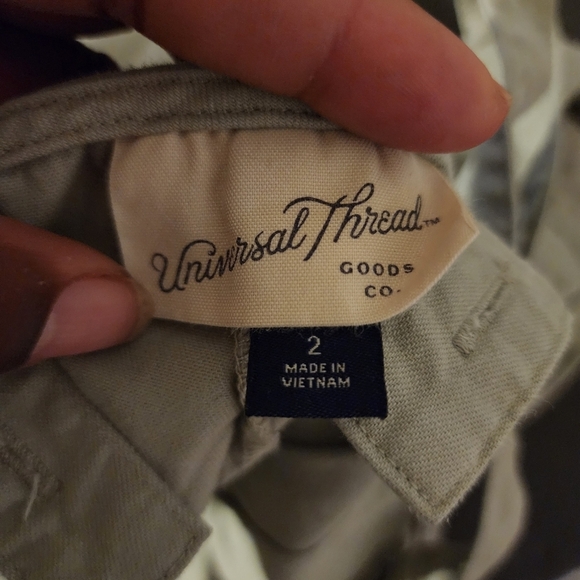 Universal Thread™
GOODS
CO.
2
MADE IN
VIETNAM